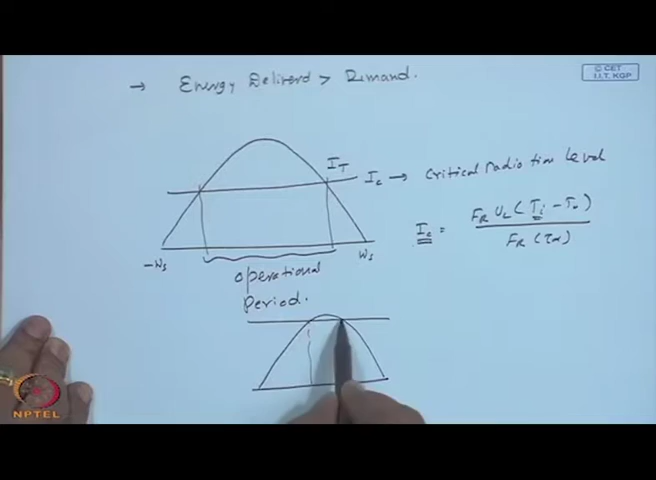 © CET
I.I.T. KGP
→ Energy Delivered > Demand.
I_T
I_c → Critical radiation level
I_c = F_R U_L ( T_i - T_a ) / F_R (τα)
-W_s
W_s
operational
period.
NPTEL